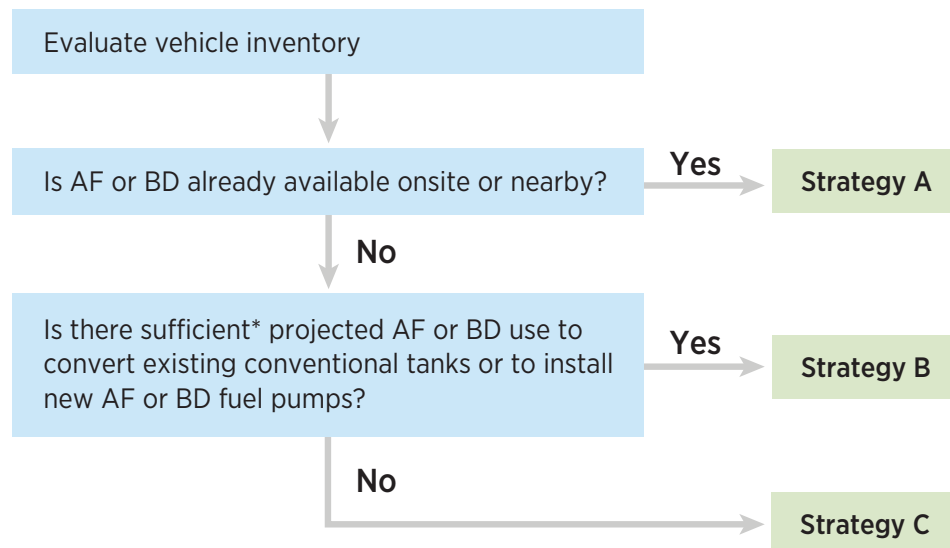 Evaluate vehicle inventory
Is AF or BD already available onsite or nearby?
Yes
Strategy A
No
Is there sufficient* projected AF or BD use to
convert existing conventional tanks or to install
new AF or BD fuel pumps?
Yes
Strategy B
No
Strategy C